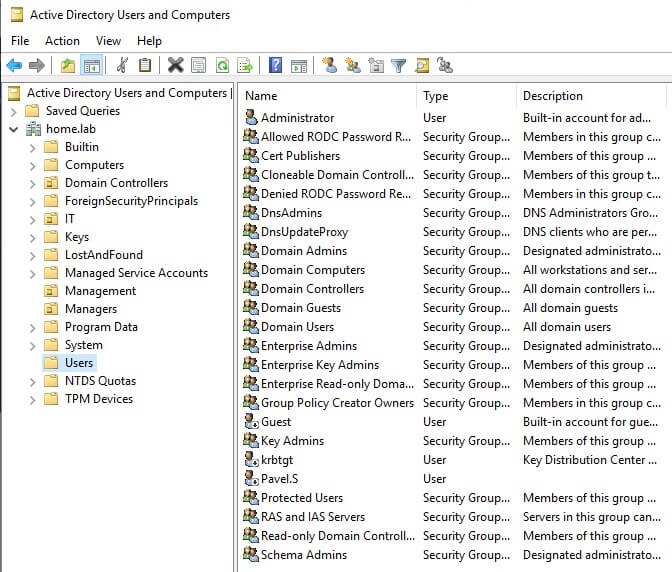 Active Directory Users and Computers
File Action View Help
Active Directory Users and Computers [
Saved Queries
home.lab
Builtin
Computers
Domain Controllers
ForeignSecurityPrincipals
IT
Keys
LostAndFound
Managed Service Accounts
Management
Managers
Program Data
System
Users
NTDS Quotas
TPM Devices
Name Type Description
Administrator User Built-in account for ad...
Allowed RODC Password R... Security Group... Members in this group c...
Cert Publishers Security Group... Members of this group ...
Cloneable Domain Controll... Security Group... Members of this group t...
Denied RODC Password Re... Security Group... Members in this group c...
DnsAdmins Security Group... DNS Administrators Gro...
DnsUpdateProxy Security Group... DNS clients who are per...
Domain Admins Security Group... Designated administrato...
Domain Computers Security Group... All workstations and ser...
Domain Controllers Security Group... All domain controllers i...
Domain Guests Security Group... All domain guests
Domain Users Security Group... All domain users
Enterprise Admins Security Group... Designated administrato...
Enterprise Key Admins Security Group... Members of this group ...
Enterprise Read-only Doma... Security Group... Members of this group ...
Group Policy Creator Owners Security Group... Members in this group c...
Guest User Built-in account for gue...
Key Admins Security Group... Members of this group ...
krbtgt User Key Distribution Center ...
Pavel.S User
Protected Users Security Group... Members of this group ...
RAS and IAS Servers Security Group... Servers in this group can...
Read-only Domain Controll... Security Group... Members of this group ...
Schema Admins Security Group... Designated administrato...